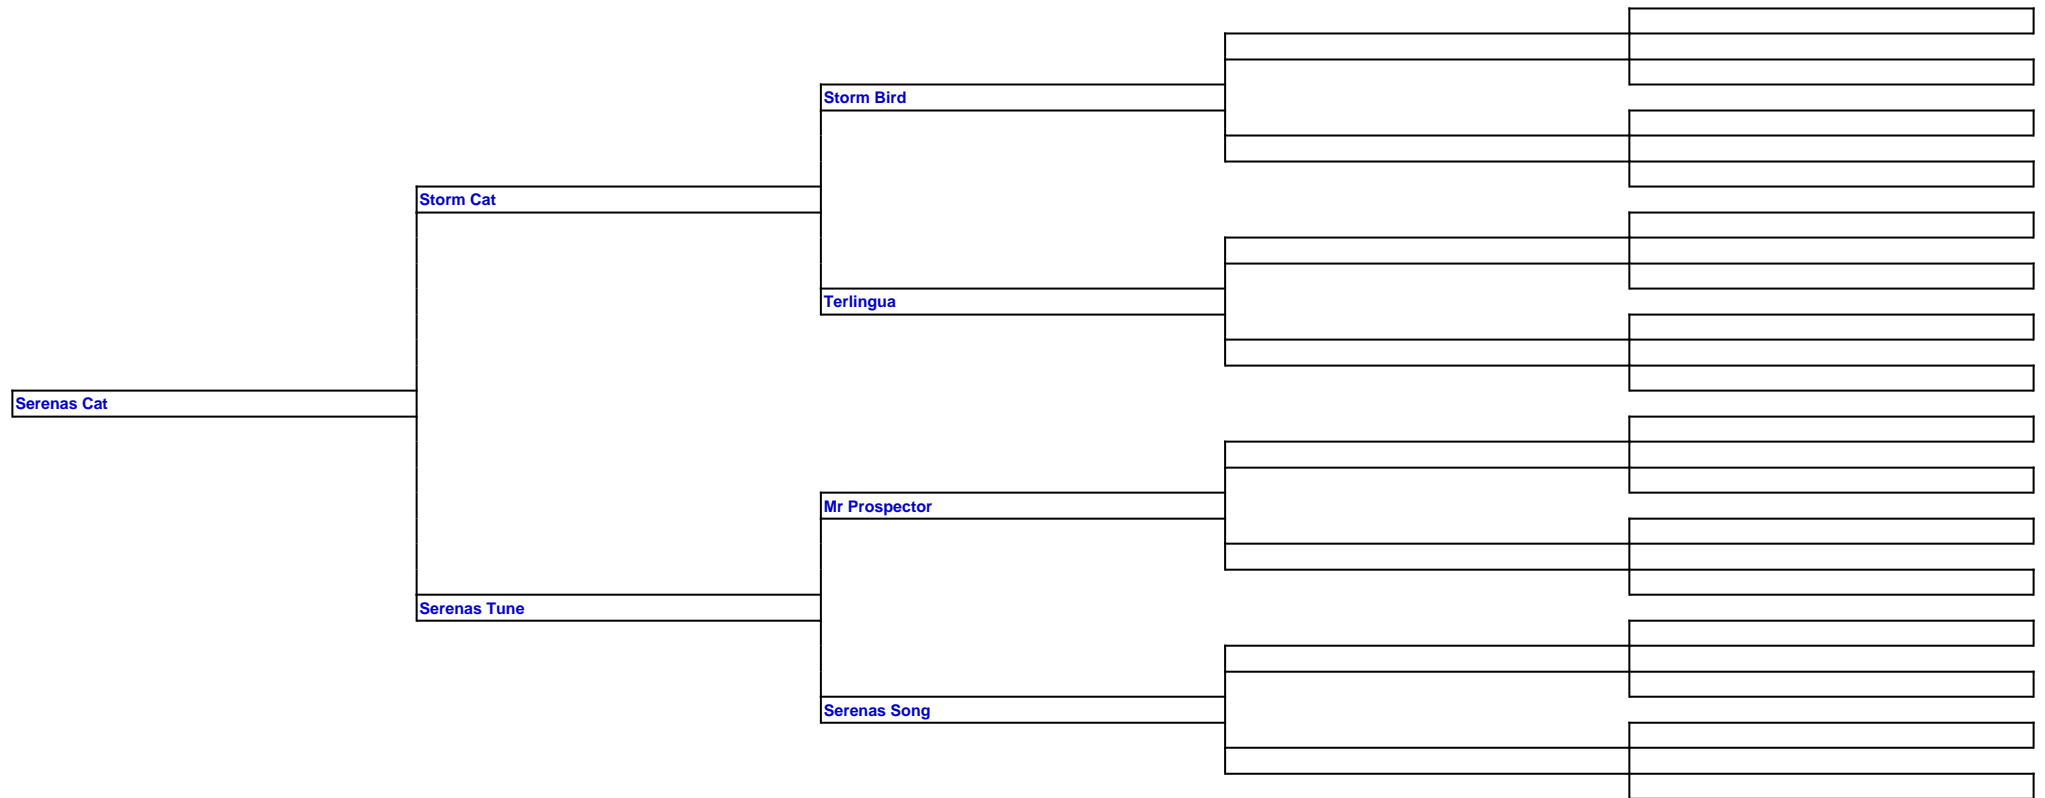 Storm Bird
Storm Cat
Terlingua
Serenas Cat
Mr Prospector
Serenas Tune
Serenas Song